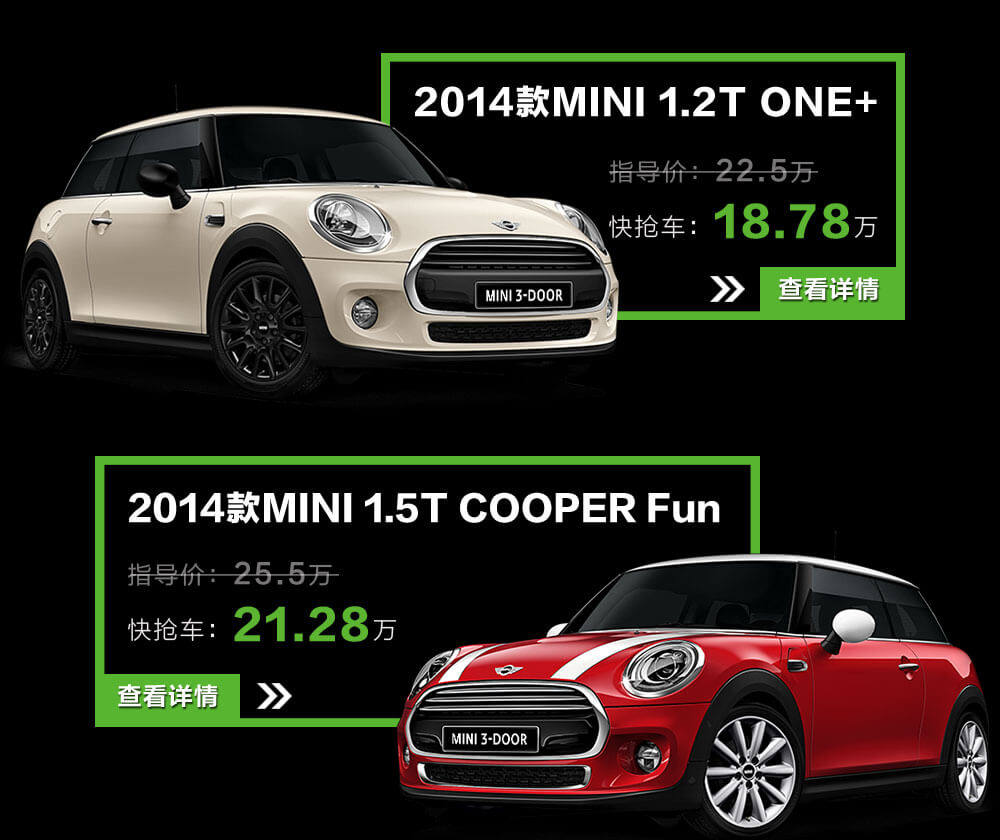 2014款MINI 1.2T ONE+
指导价：22.5万
快抢车：18.78万
查看详情
MINI 3-DOOR
2014款MINI 1.5T COOPER Fun
指导价：25.5万
快抢车：21.28万
查看详情
MINI 3-DOOR